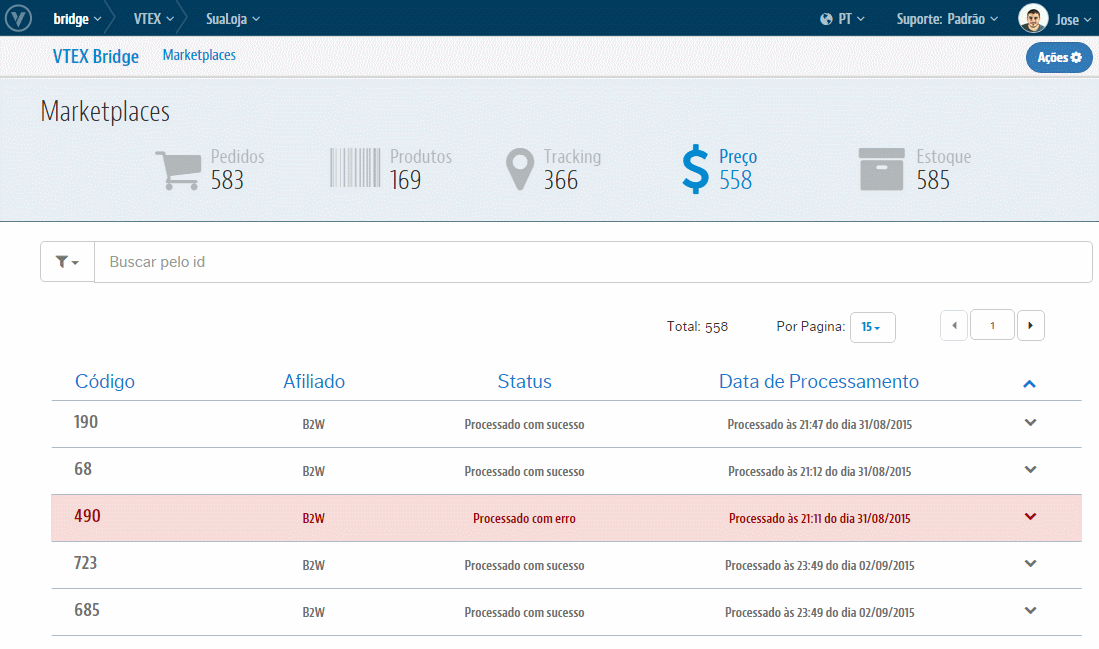 bridge VTEX SuaLoja PT Suporte: Padrão Jose
VTEX Bridge Marketplaces Ações
Marketplaces
Pedidos Produtos Tracking Preço Estoque
583 169 366 558 585
Buscar pelo id
Total: 558 Por Pagina: 15 1
Código Afiliado Status Data de Processamento
190 B2W Processado com sucesso Processado às 21:47 do dia 31/08/2015
68 B2W Processado com sucesso Processado às 21:12 do dia 31/08/2015
490 B2W Processado com erro Processado às 21:11 do dia 31/08/2015
723 B2W Processado com sucesso Processado às 23:49 do dia 02/09/2015
685 B2W Processado com sucesso Processado às 23:49 do dia 02/09/2015